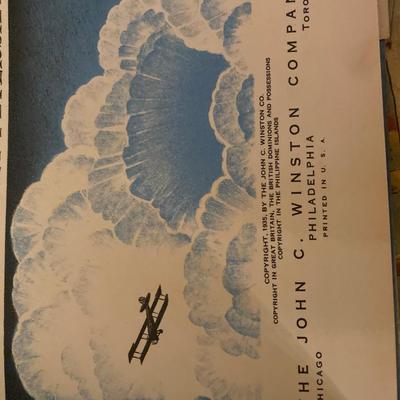 COPYRIGHT, 1935, BY THE JOHN C. WINSTON CO.
COPYRIGHT IN GREAT BRITAIN, THE BRITISH DOMINIONS AND POSSESSIONS
COPYRIGHT IN THE PHILIPPINE ISLANDS
HE JOHN C. WINSTON COMPAN
HICAGO PHILADELPHIA TORO
PRINTED IN U. S. A.